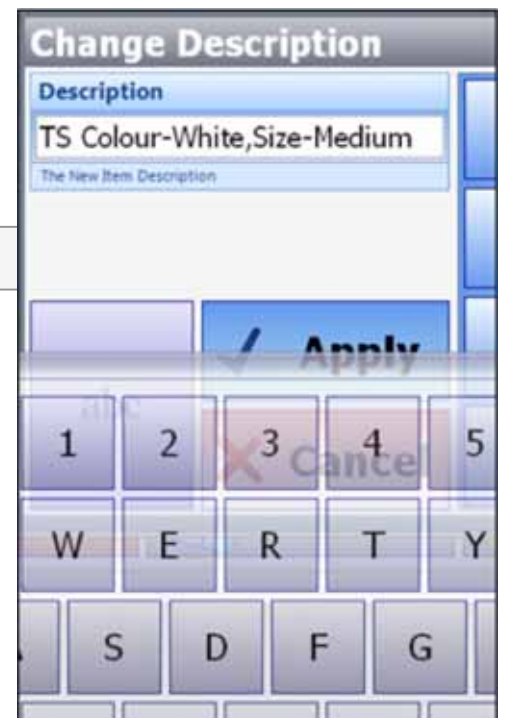 Change Description
Description
TS Colour-White,Size-Medium
The New Item Description
Apply
abc
1 2 3 4 5
Cancel
W E R T Y
S D F G